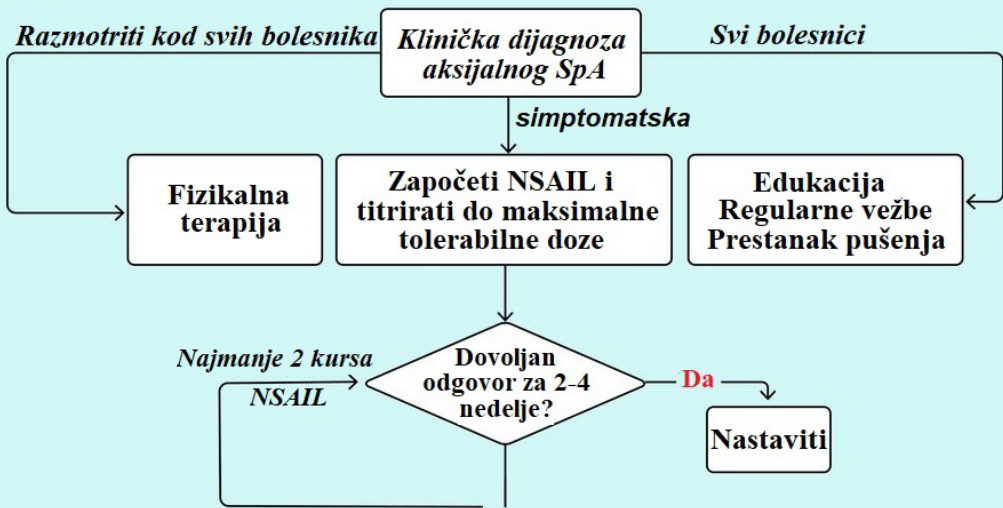 Razmotriti kod svih bolesnika
Klinička dijagnoza
aksijalnog SpA
Svi bolesnici
simptomatska
Fizikalna
terapija
Započeti NSAIL i
titrirati do maksimalne
tolerabilne doze
Edukacija
Regularne vežbe
Prestanak pušenja
Najmanje 2 kursa
NSAIL
Dovoljan
odgovor za 2-4
nedelje?
Da
Nastaviti